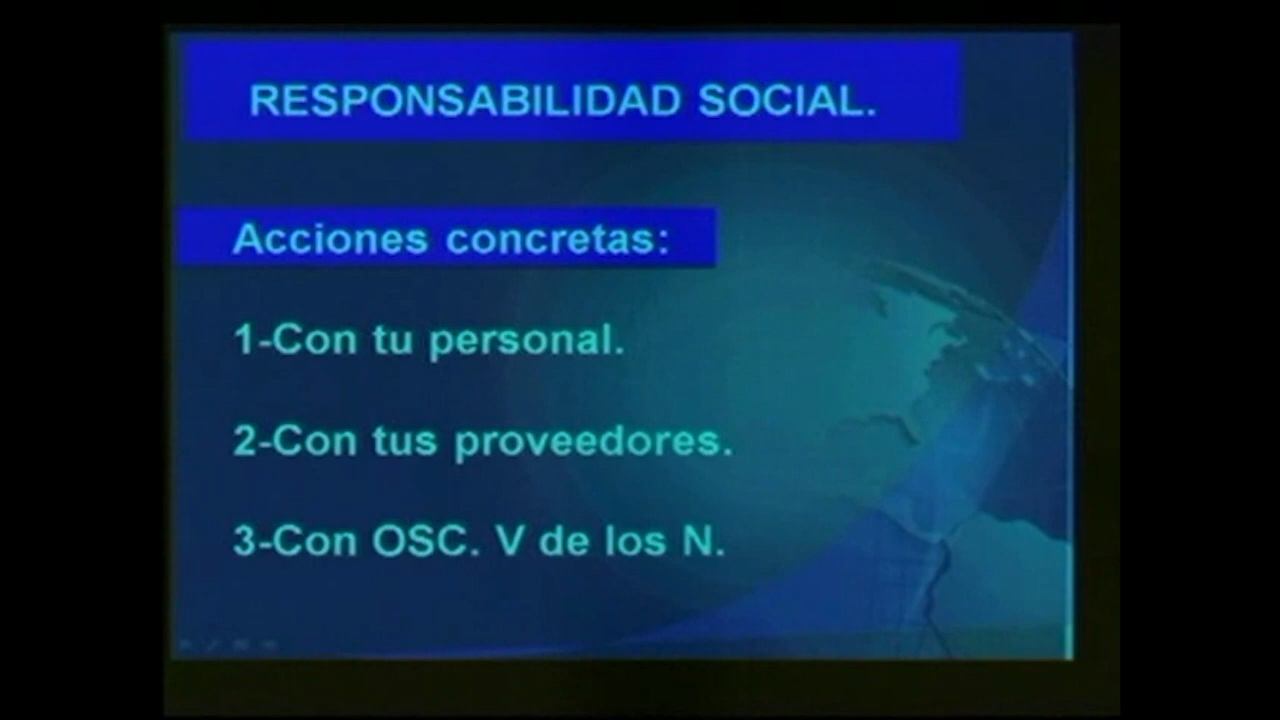 RESPONSABILIDAD SOCIAL.
Acciones concretas:
1-Con tu personal.
2-Con tus proveedores.
3-Con OSC. V de los N.